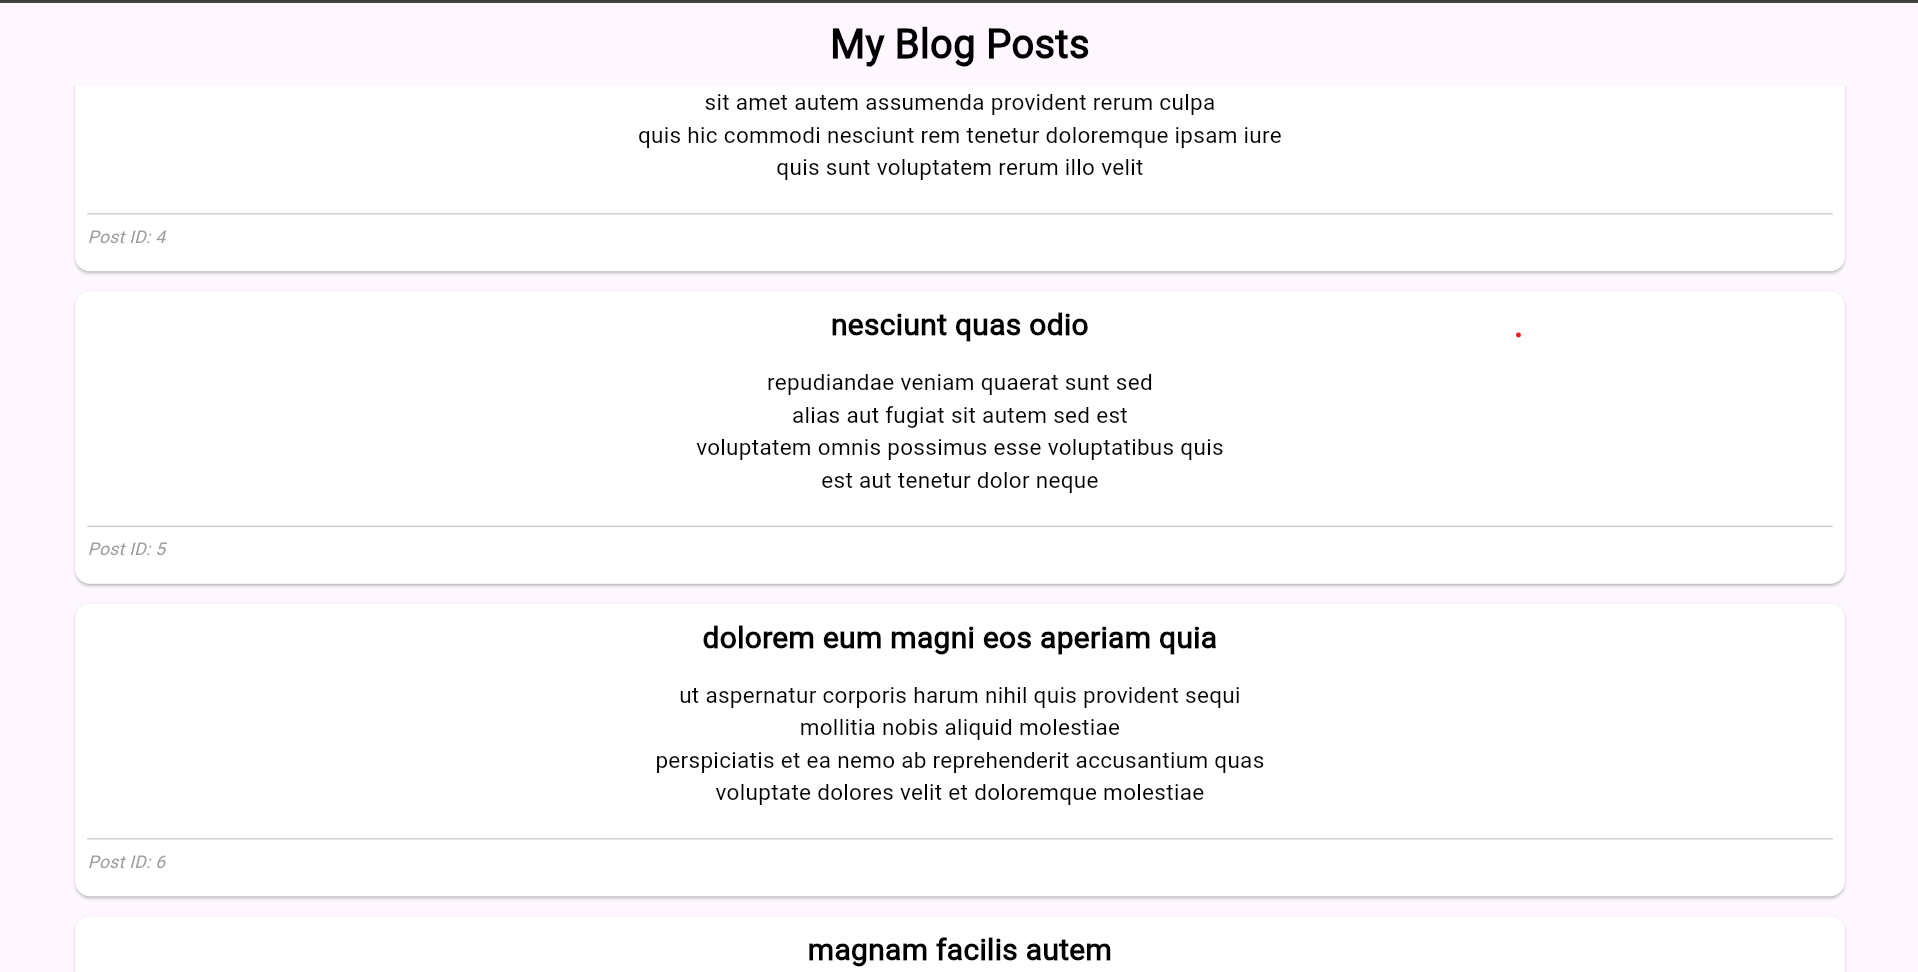 My Blog Posts
sit amet autem assumenda provident rerum culpa
quis hic commodi nesciunt rem tenetur doloremque ipsam iure
quis sunt voluptatem rerum illo velit
Post ID: 4
nesciunt quas odio
repudiandae veniam quaerat sunt sed
alias aut fugiat sit autem sed est
voluptatem omnis possimus esse voluptatibus quis
est aut tenetur dolor neque
Post ID: 5
dolorem eum magni eos aperiam quia
ut aspernatur corporis harum nihil quis provident sequi
mollitia nobis aliquid molestiae
perspiciatis et ea nemo ab reprehenderit accusantium quas
voluptate dolores velit et doloremque molestiae
Post ID: 6
magnam facilis autem